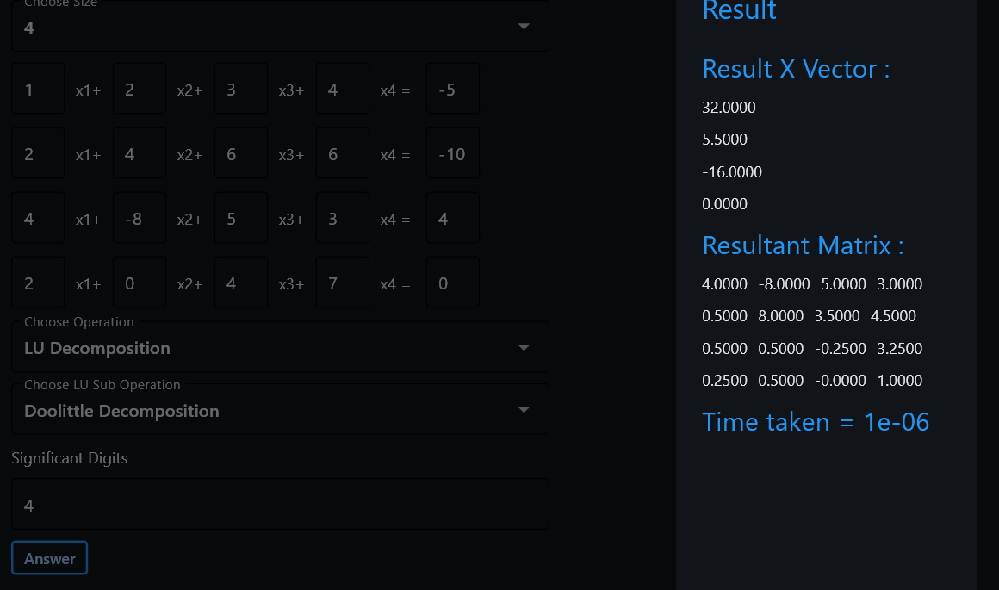 Choose Size
4
1 x1+ 2 x2+ 3 x3+ 4 x4 = -5
2 x1+ 4 x2+ 6 x3+ 6 x4 = -10
4 x1+ -8 x2+ 5 x3+ 3 x4 = 4
2 x1+ 0 x2+ 4 x3+ 7 x4 = 0
Choose Operation
LU Decomposition
Choose LU Sub Operation
Doolittle Decomposition
Significant Digits
4
Answer
Result
Result X Vector :
32.0000
5.5000
-16.0000
0.0000
Resultant Matrix :
4.0000 -8.0000 5.0000 3.0000
0.5000 8.0000 3.5000 4.5000
0.5000 0.5000 -0.2500 3.2500
0.2500 0.5000 -0.0000 1.0000
Time taken = 1e-06